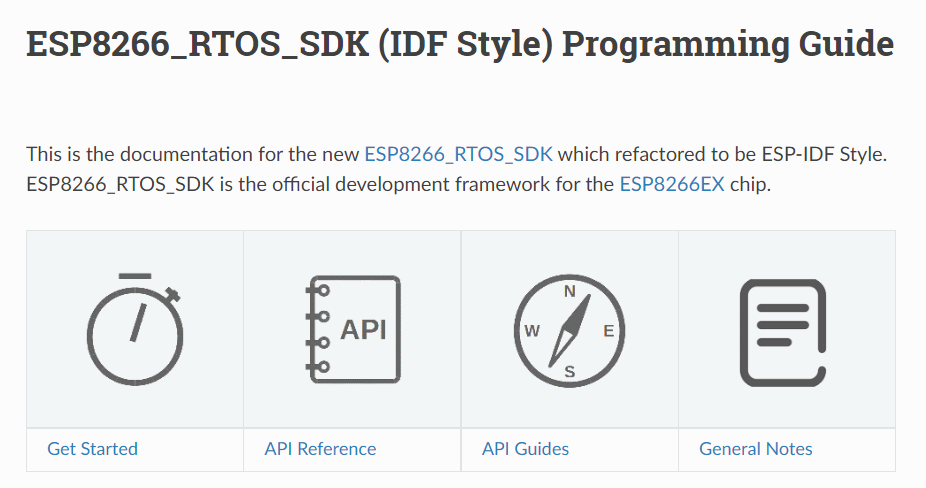 ESP8266_RTOS_SDK (IDF Style) Programming Guide
This is the documentation for the new ESP8266_RTOS_SDK which refactored to be ESP-IDF Style.
ESP8266_RTOS_SDK is the official development framework for the ESP8266EX chip.
API
N
W E
S
Get Started
API Reference
API Guides
General Notes